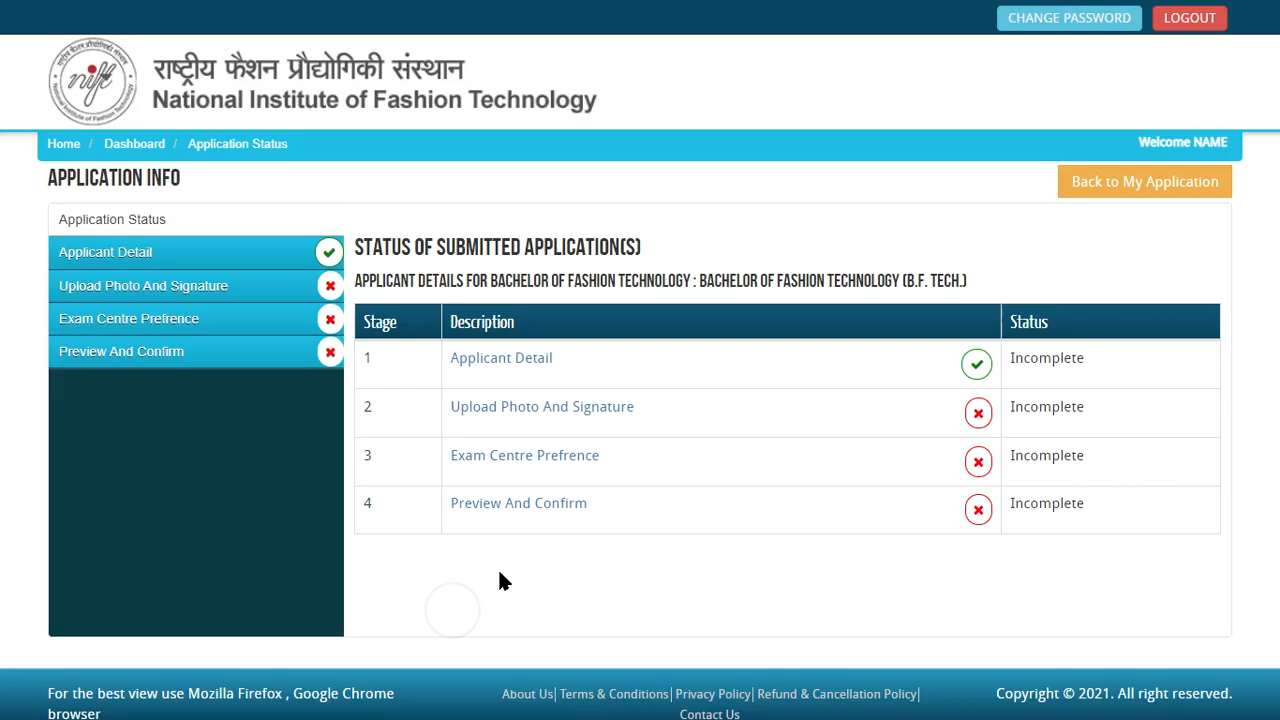 CHANGE PASSWORD LOGOUT
राष्ट्रीय फैशन प्रौद्योगिकी संस्थान
National Institute of Fashion Technology
Home / Dashboard / Application Status Welcome NAME
APPLICATION INFO
Back to My Application
Application Status
Applicant Detail
Upload Photo And Signature
Exam Centre Prefrence
Preview And Confirm
STATUS OF SUBMITTED APPLICATION(S)
APPLICANT DETAILS FOR BACHELOR OF FASHION TECHNOLOGY : BACHELOR OF FASHION TECHNOLOGY (B.F. TECH.)
Stage Description Status
1 Applicant Detail Incomplete
2 Upload Photo And Signature Incomplete
3 Exam Centre Prefrence Incomplete
4 Preview And Confirm Incomplete
For the best view use Mozilla Firefox , Google Chrome
browser
About Us| Terms & Conditions| Privacy Policy| Refund & Cancellation Policy|
Contact Us
Copyright © 2021. All right reserved.